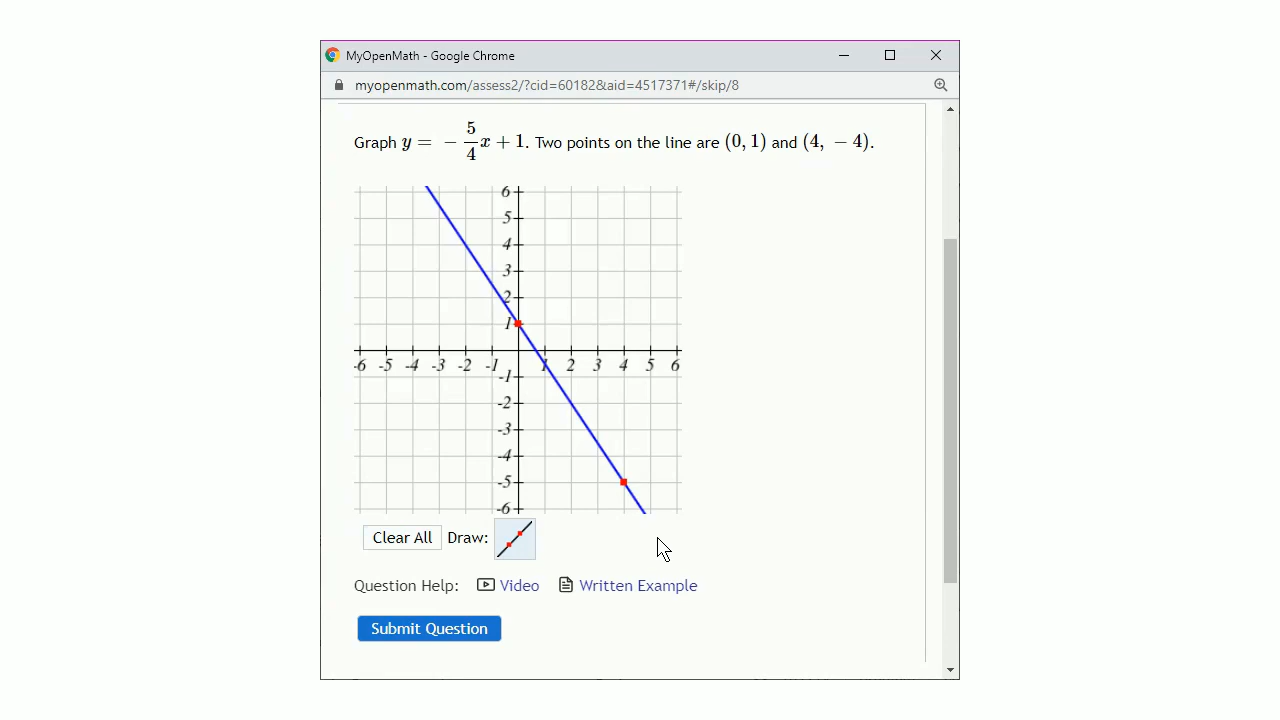 MyOpenMath - Google Chrome
myopenmath.com/assess2/?cid=60182&aid=4517371#/skip/8
Graph y = − 5/4 x + 1. Two points on the line are (0, 1) and (4, − 4).
6
5
4
3
2
1
-6 -5 -4 -3 -2 -1 1 2 3 4 5 6
-1
-2
-3
-4
-5
-6
Clear All Draw:
Question Help: Video Written Example
Submit Question